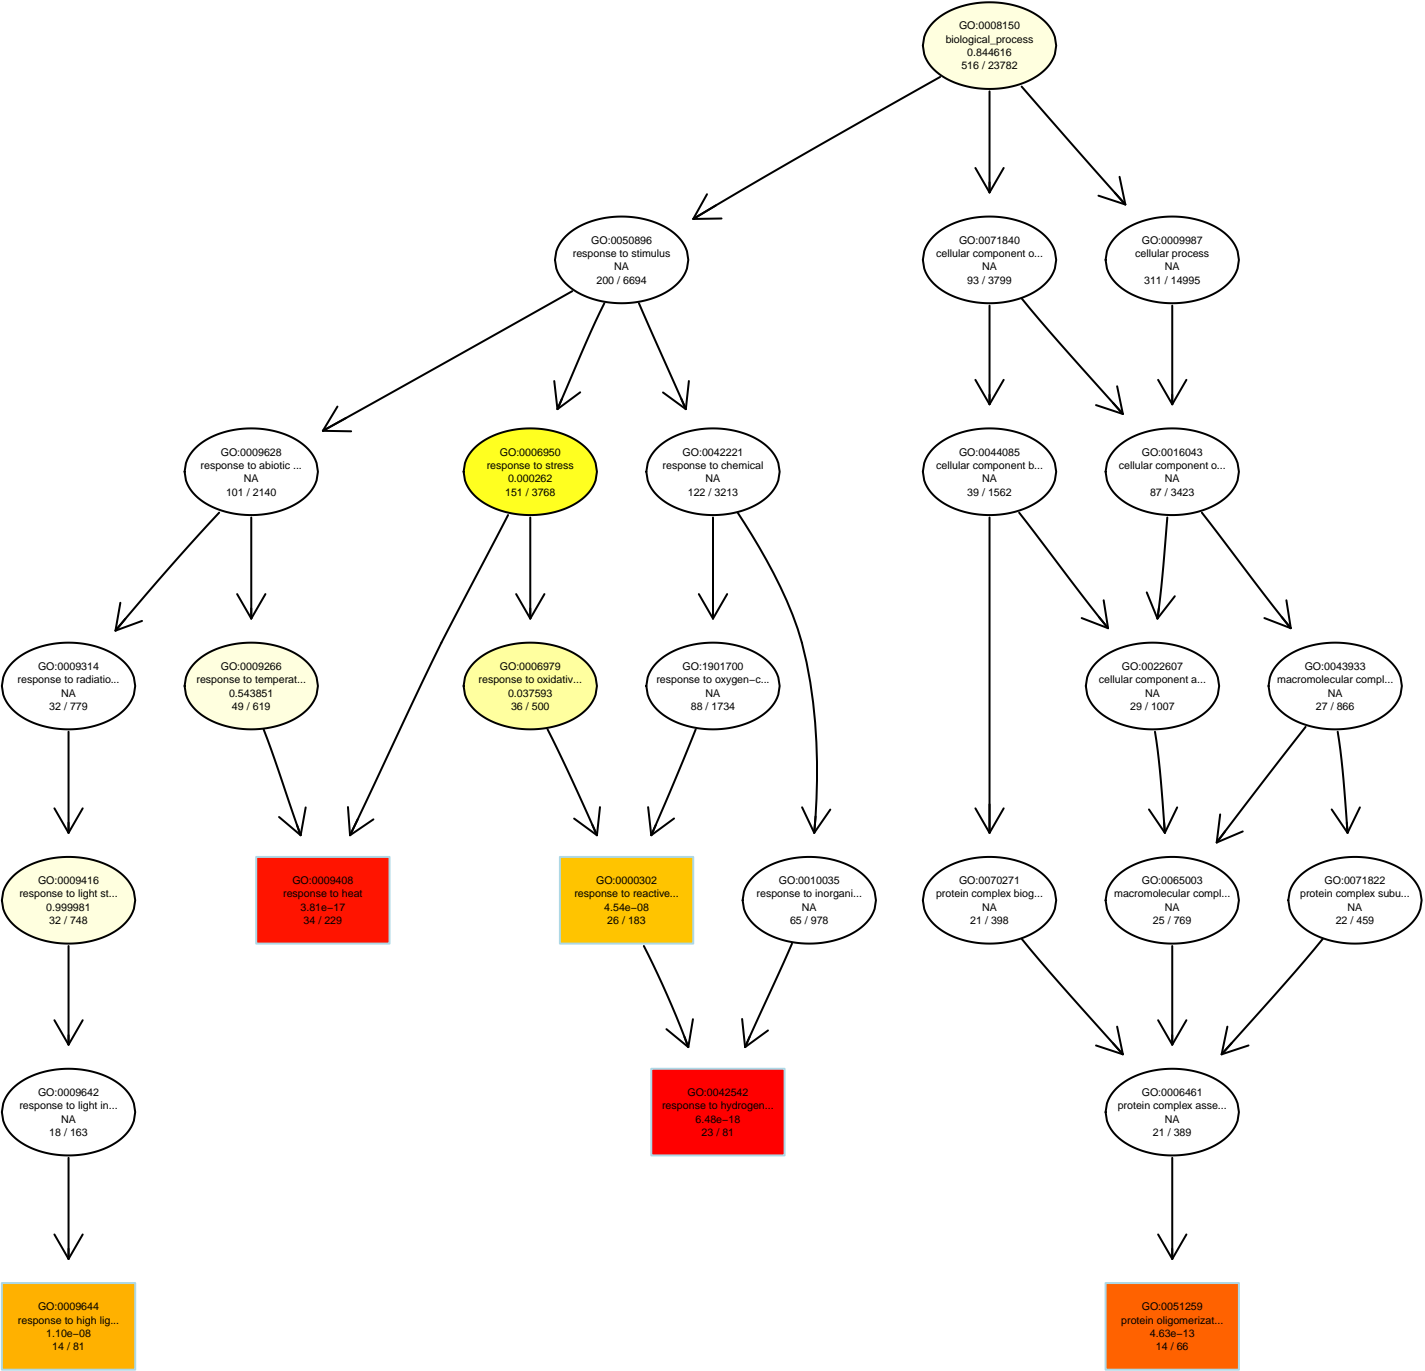 GO:0008150
biological_process
0.844616
516 / 23782
GO:0050896
response to stimulus
NA
200 / 6694
GO:0071840
cellular component o...
NA
93 / 3799
GO:0009987
cellular process
NA
311 / 14995
GO:0009628
response to abiotic ...
NA
101 / 2140
GO:0006950
response to stress
0.000262
151 / 3768
GO:0042221
response to chemical
NA
122 / 3213
GO:0044085
cellular component b...
NA
39 / 1562
GO:0016043
cellular component o...
NA
87 / 3423
GO:0009314
response to radiatio...
NA
32 / 779
GO:0009266
response to temperat...
0.543851
49 / 619
GO:0006979
response to oxidativ...
0.037593
36 / 500
GO:1901700
response to oxygen−c...
NA
88 / 1734
GO:0022607
cellular component a...
NA
29 / 1007
GO:0043933
macromolecular compl...
NA
27 / 866
GO:0009416
response to light st...
0.999981
32 / 748
GO:0009408
response to heat
3.81e−17
34 / 229
GO:0000302
response to reactive...
4.54e−08
26 / 183
GO:0010035
response to inorgani...
NA
65 / 978
GO:0070271
protein complex biog...
NA
21 / 398
GO:0065003
macromolecular compl...
NA
25 / 769
GO:0071822
protein complex subu...
NA
22 / 459
GO:0009642
response to light in...
NA
18 / 163
GO:0042542
response to hydrogen...
6.48e−18
23 / 81
GO:0006461
protein complex asse...
NA
21 / 389
GO:0009644
response to high lig...
1.10e−08
14 / 81
GO:0051259
protein oligomerizat...
4.63e−13
14 / 66